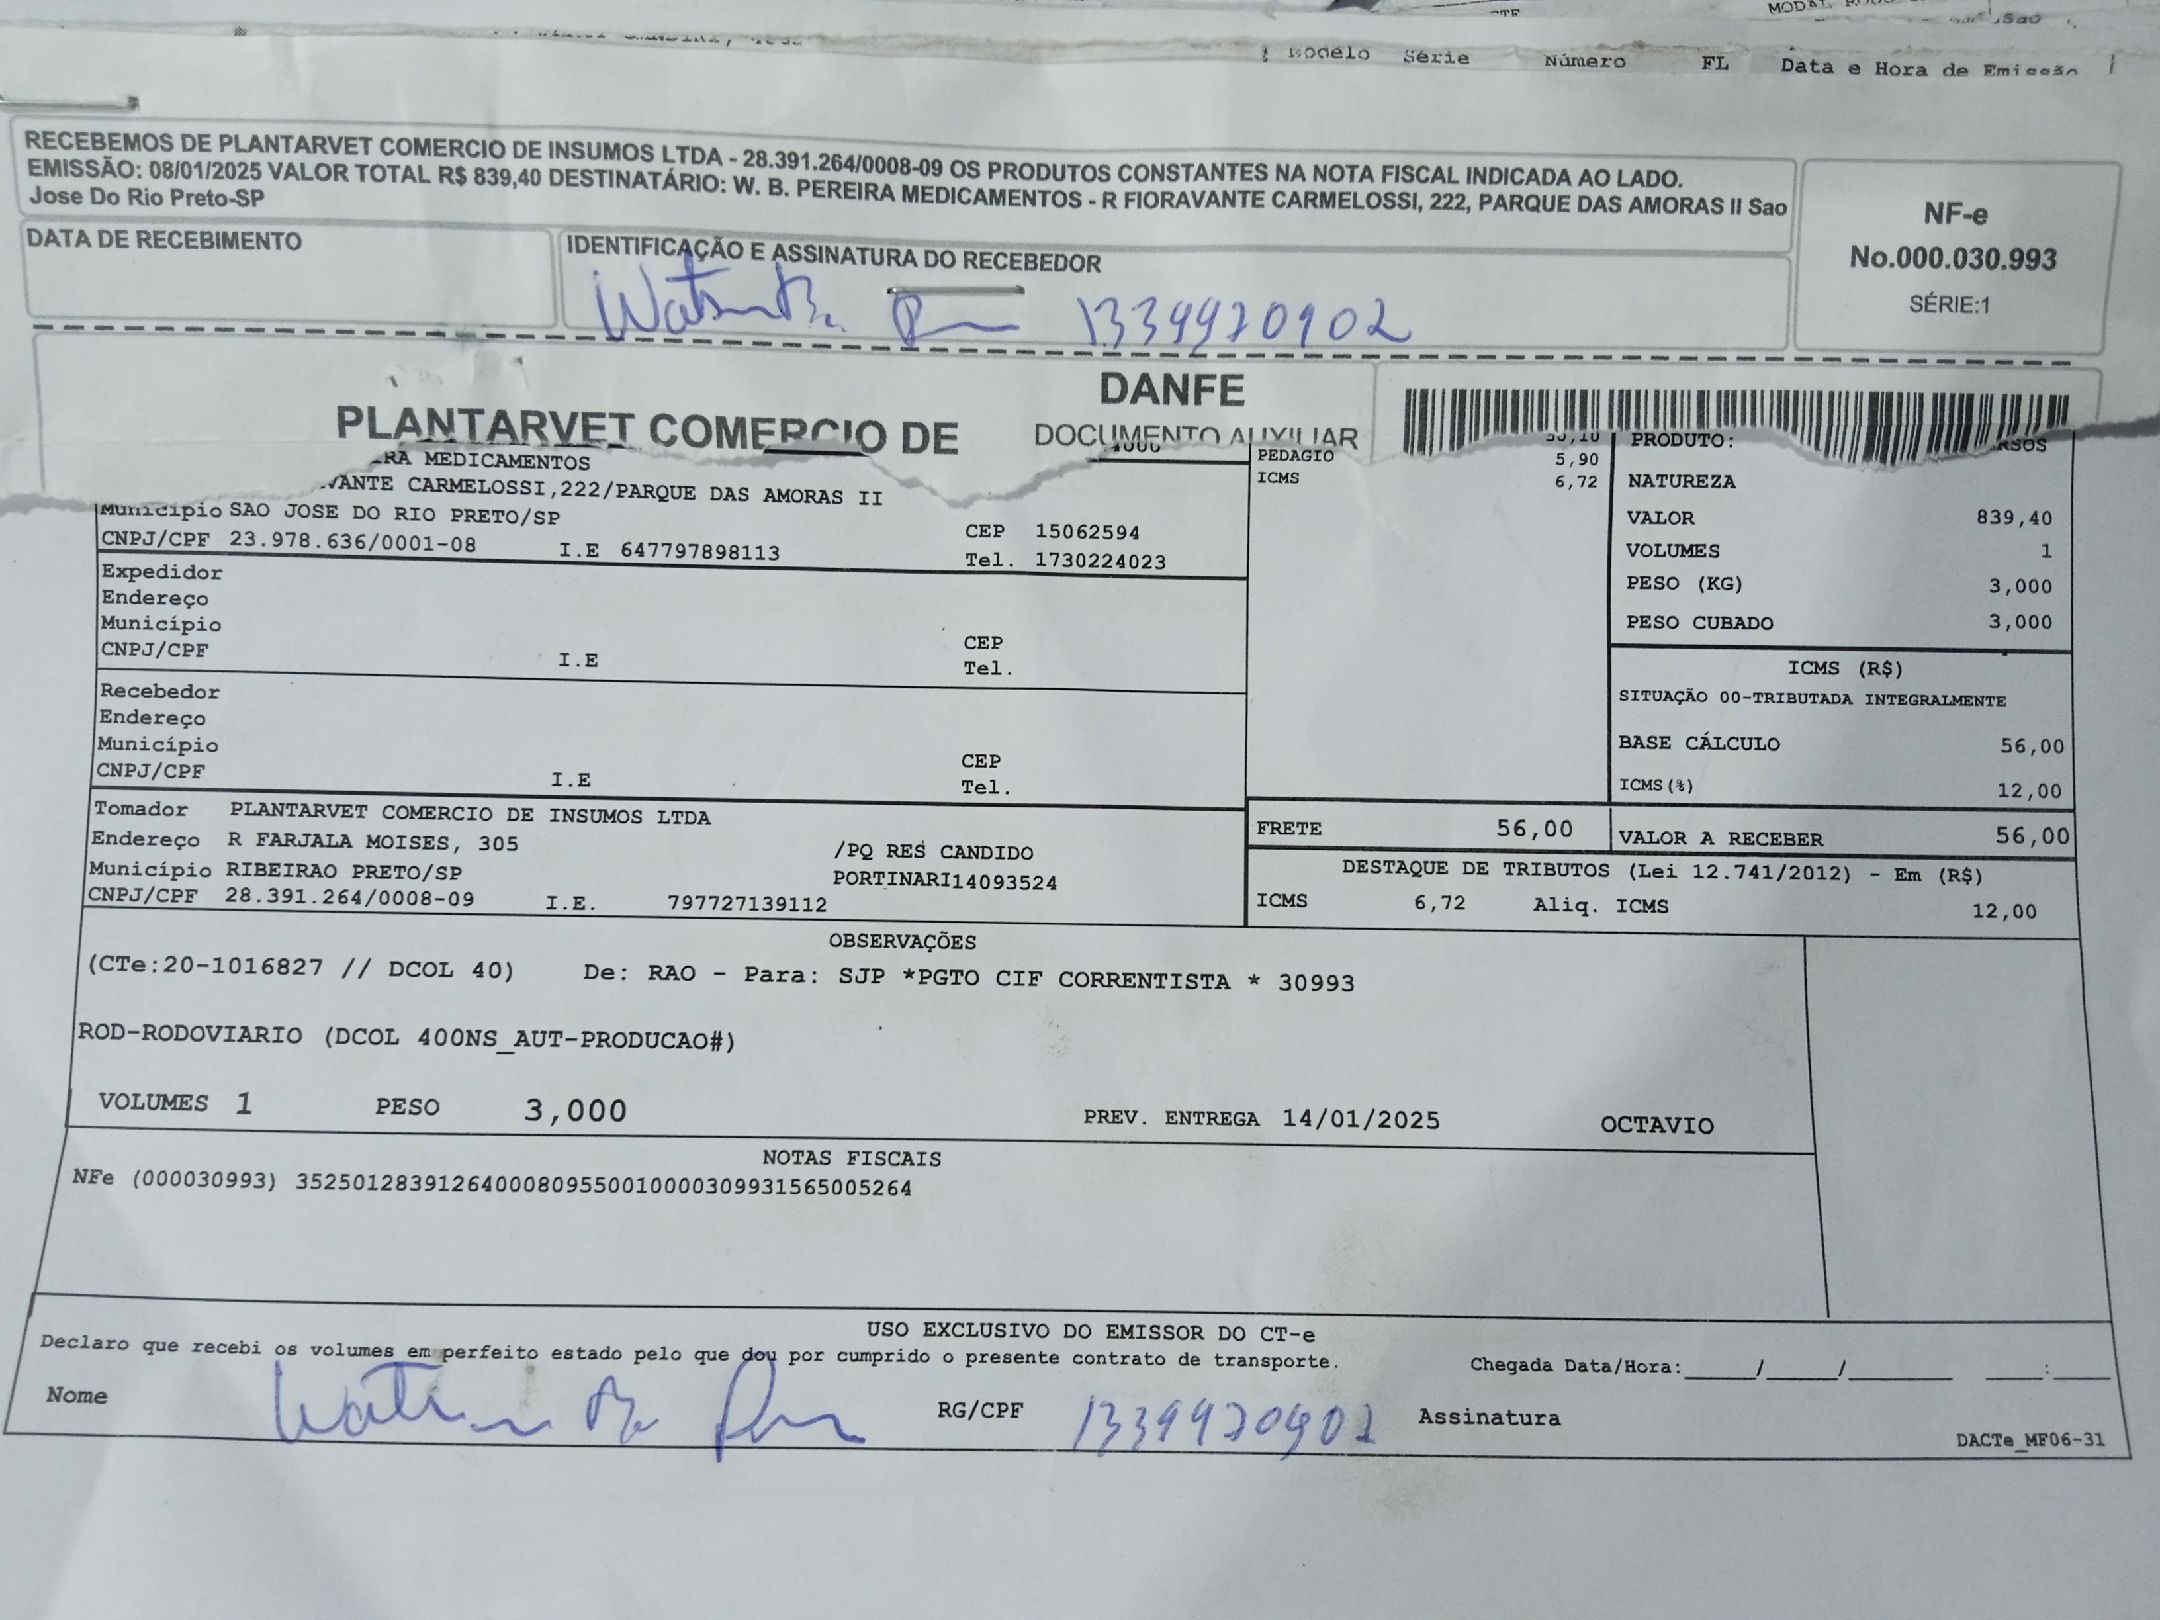 Modelo Série Número FL Data e Hora de Emissão
RECEBEMOS DE PLANTARVET COMERCIO DE INSUMOS LTDA - 28.391.264/0008-09 OS PRODUTOS CONSTANTES NA NOTA FISCAL INDICADA AO LADO.
EMISSÃO: 08/01/2025 VALOR TOTAL R$ 839,40 DESTINATÁRIO: W. B. PEREIRA MEDICAMENTOS - R FIORAVANTE CARMELOSSI, 222, PARQUE DAS AMORAS II Sao
Jose Do Rio Preto-SP
NF-e
No.000.030.993
SÉRIE:1
DATA DE RECEBIMENTO
IDENTIFICAÇÃO E ASSINATURA DO RECEBEDOR
DANFE
PLANTARVET COMERCIO DE
DOCUMENTO AUXILIAR
RA MEDICAMENTOS
VANTE CARMELOSSI,222/PARQUE DAS AMORAS II
Município SAO JOSE DO RIO PRETO/SP
CEP 15062594
CNPJ/CPF 23.978.636/0001-08 I.E 647797898113 Tel. 1730224023
PEDAGIO 5,90
ICMS 6,72
PRODUTO:
NATUREZA
VALOR 839,40
VOLUMES 1
PESO (KG) 3,000
PESO CUBADO 3,000
Expedidor
Endereço
Município CEP
CNPJ/CPF I.E Tel.
ICMS (R$)
SITUAÇÃO 00-TRIBUTADA INTEGRALMENTE
BASE CÁLCULO 56,00
ICMS(%) 12,00
Recebedor
Endereço
Município CEP
CNPJ/CPF I.E Tel.
Tomador PLANTARVET COMERCIO DE INSUMOS LTDA
Endereço R FARJALA MOISES, 305 /PQ RES CANDIDO
Município RIBEIRAO PRETO/SP PORTINARI14093524
CNPJ/CPF 28.391.264/0008-09 I.E. 797727139112
FRETE 56,00 VALOR A RECEBER 56,00
DESTAQUE DE TRIBUTOS (Lei 12.741/2012) - Em (R$)
ICMS 6,72 Aliq. ICMS 12,00
OBSERVAÇÕES
(CTe:20-1016827 // DCOL 40) De: RAO - Para: SJP *PGTO CIF CORRENTISTA * 30993
ROD-RODOVIARIO (DCOL 400NS_AUT-PRODUCAO#)
VOLUMES 1 PESO 3,000 PREV. ENTREGA 14/01/2025 OCTAVIO
NOTAS FISCAIS
NFe (000030993) 35250128391264000809550010000309931565005264
USO EXCLUSIVO DO EMISSOR DO CT-e
Declaro que recebi os volumes em perfeito estado pelo que dou por cumprido o presente contrato de transporte. Chegada Data/Hora:____/____/______ ____:____
Nome RG/CPF Assinatura
DACTe_MF06-31